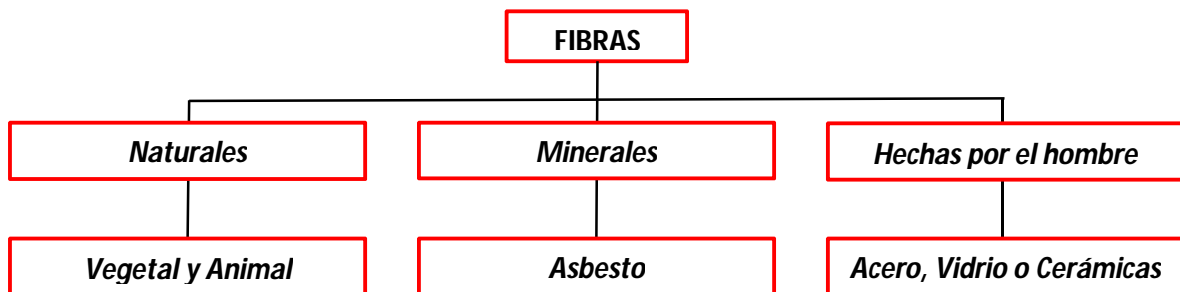 FIBRAS
Naturales
Minerales
Hechas por el hombre
Vegetal y Animal
Asbesto
Acero, Vidrio o Cerámicas